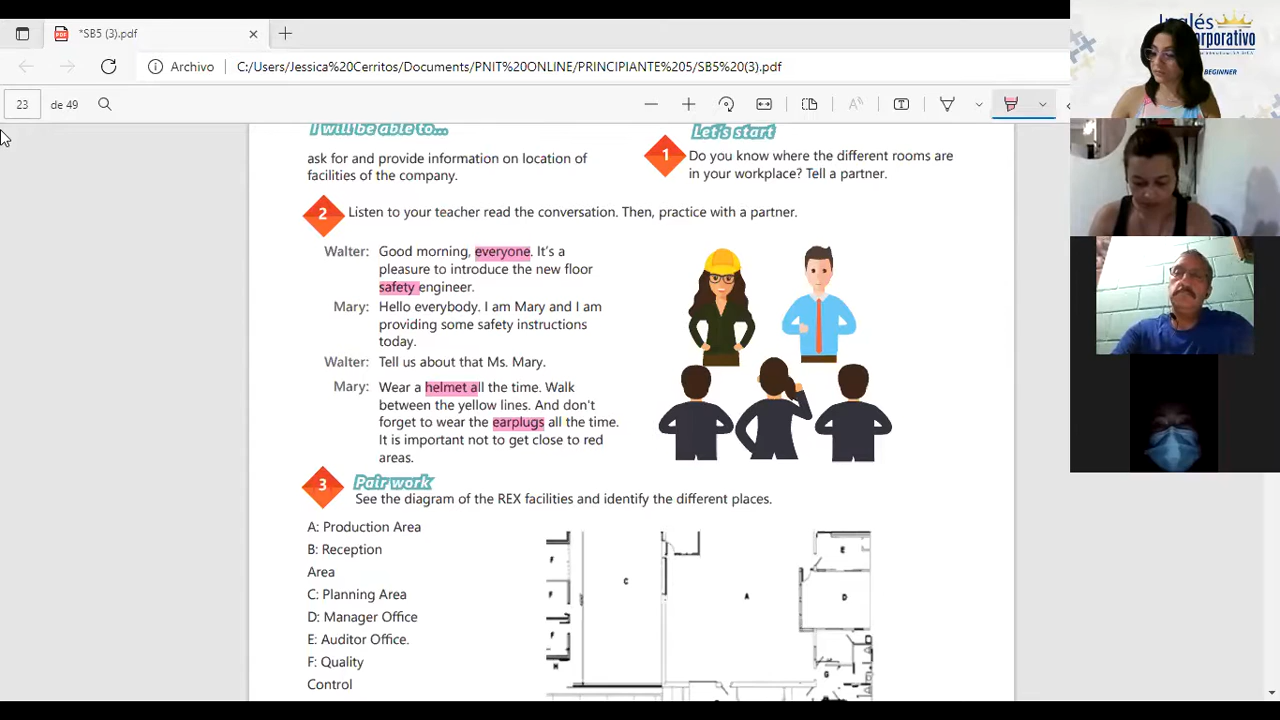 *SB5 (3).pdf
Archivo
C:/Users/Jessica%20Cerritos/Documents/PNIE%20ONLINE/PRINCIPIANTE%205/SB5%20(3).pdf
23 de 49
Inglés
BEGINNER
I will be able to...
ask for and provide information on location of
facilities of the company.
Let's start
1
Do you know where the different rooms are
in your workplace? Tell a partner.
2
Listen to your teacher read the conversation. Then, practice with a partner.
Walter: Good morning, everyone. It's a
pleasure to introduce the new floor
safety engineer.
Mary: Hello everybody. I am Mary and I am
providing some safety instructions
today.
Walter: Tell us about that Ms. Mary.
Mary: Wear a helmet all the time. Walk
between the yellow lines. And don't
forget to wear the earplugs all the time.
It is important not to get close to red
areas.
3
Pair work
See the diagram of the REX facilities and identify the different places.
A: Production Area
B: Reception
Area
C: Planning Area
D: Manager Office
E: Auditor Office.
F: Quality
Control
C
A
E
D
G
F
F
F
H